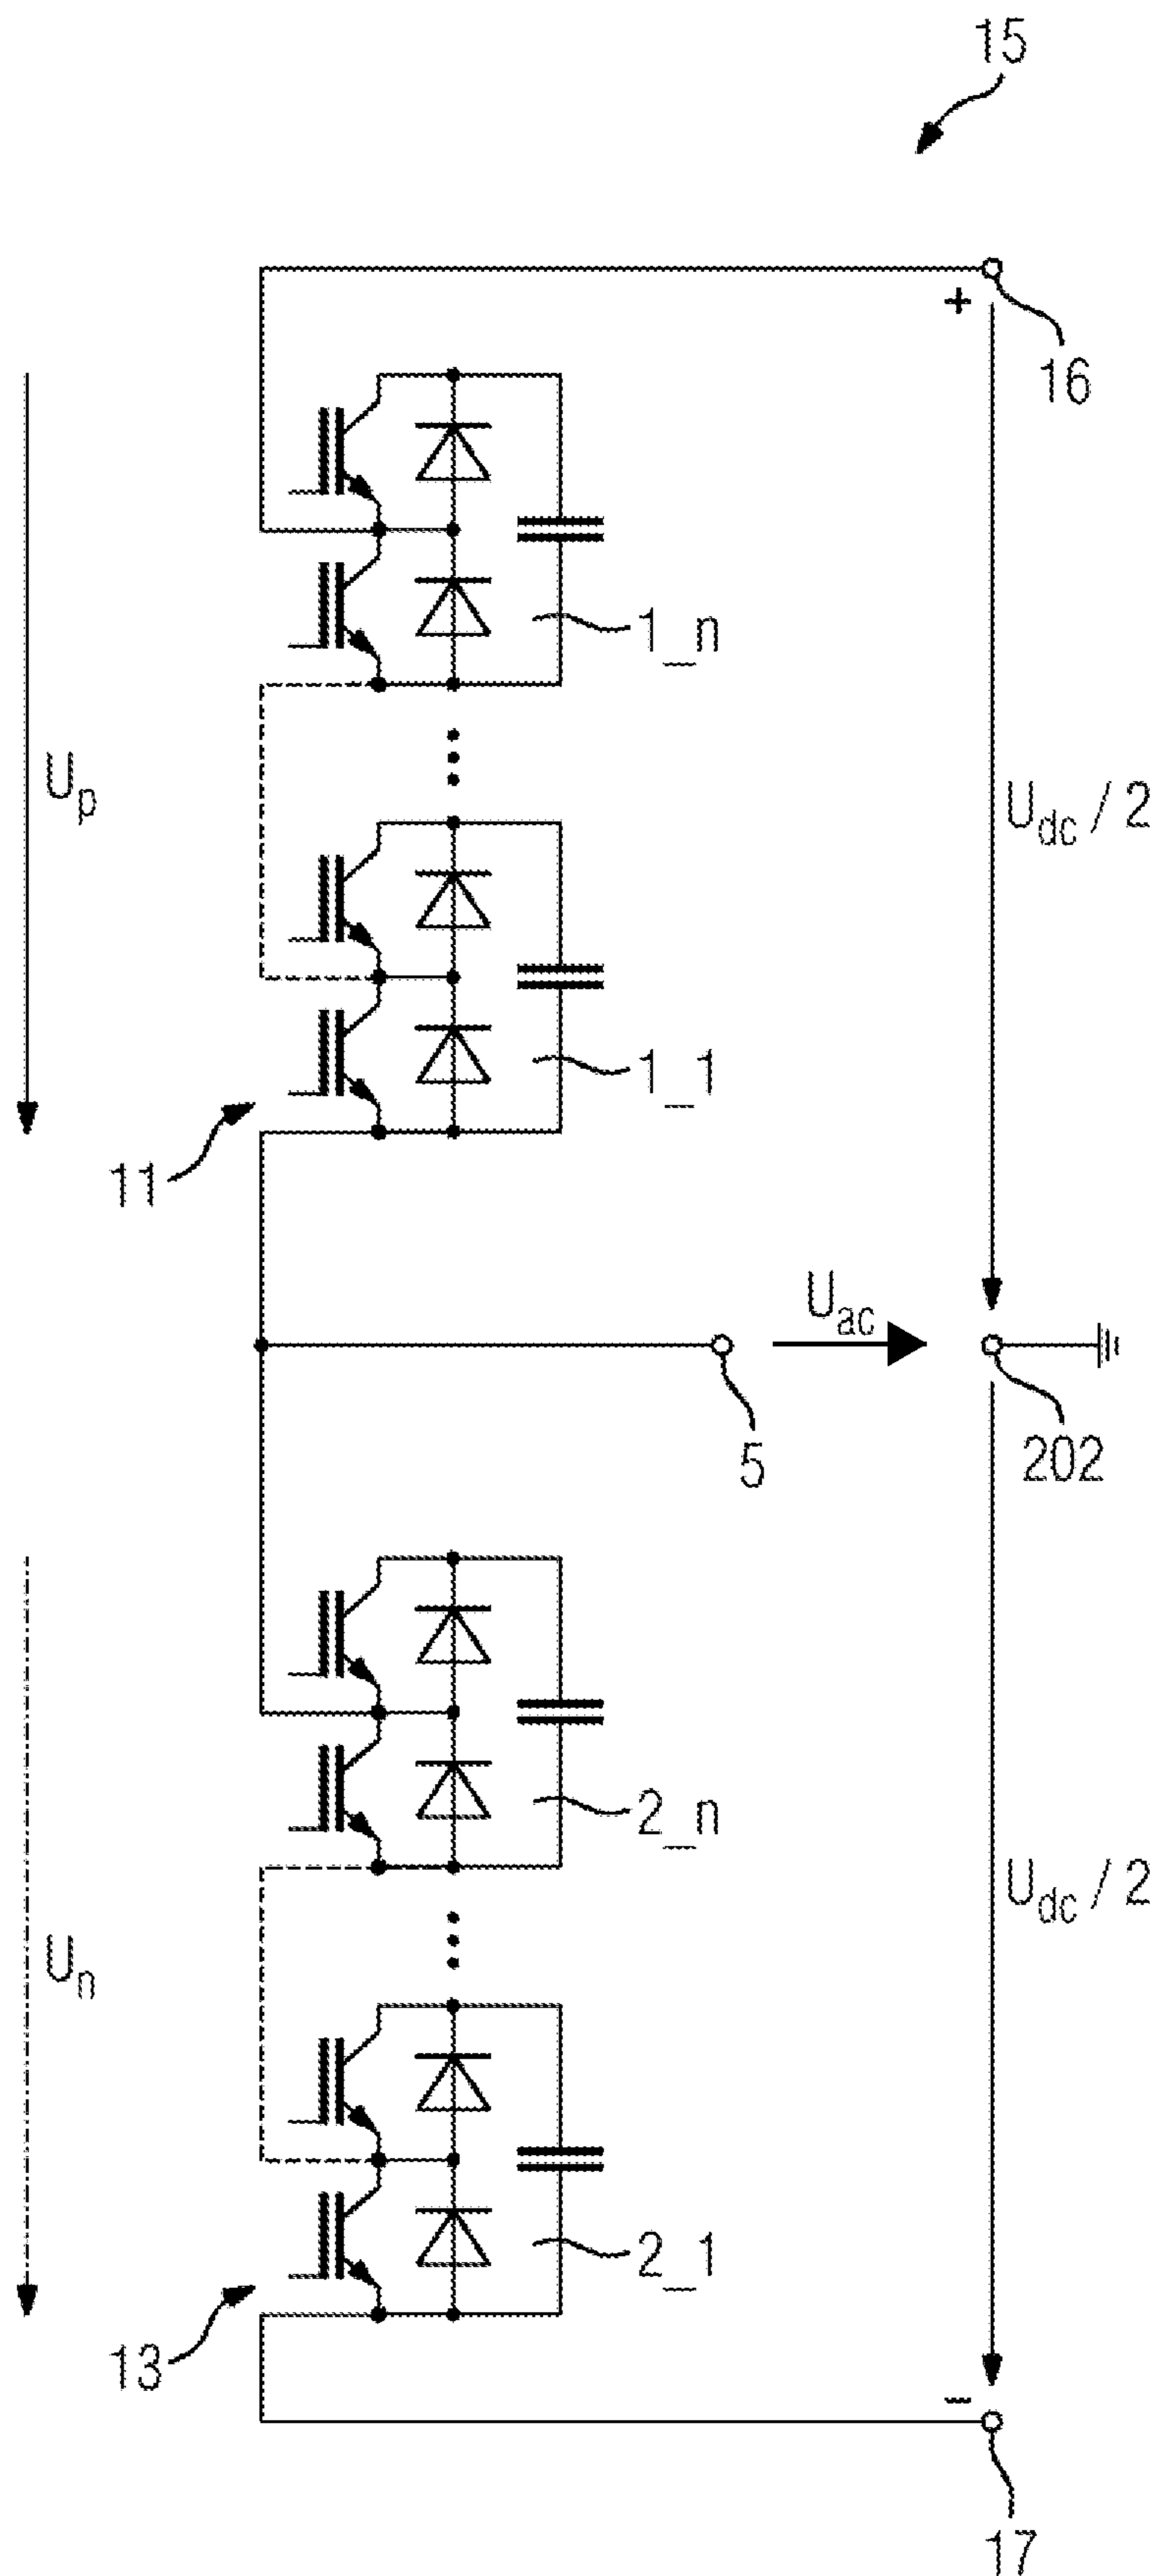 15
+
16
1_n
U_p
U_dc / 2
1_1
11
U_ac
5
202
2_n
U_dc / 2
U_n
2_1
13
-
17